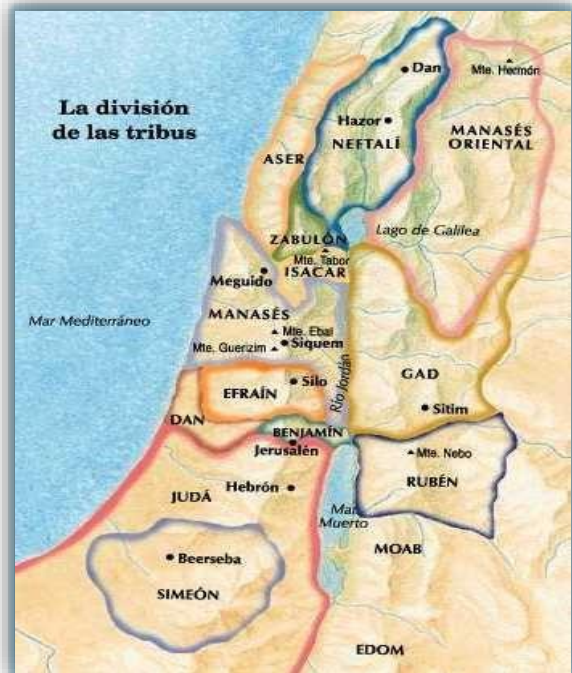 La división
de las tribus
Dan
Mte. Hermón
Hazor
NEFTALÍ
MANASÉS
ORIENTAL
ASER
Lago de Galilea
ZABULÓN
Mte. Tabor
ISACAR
Meguido
MANASÉS
Mar Mediterráneo
Mte. Ebal
Siquem
Mte. Guerizim
Río Jordán
GAD
Silo
EFRAÍN
Sitim
DAN
BENJAMÍN
Jerusalén
Mte. Nebo
RUBÉN
Hebrón
JUDÁ
Mar
Muerto
MOAB
Beerseba
SIMEÓN
EDOM